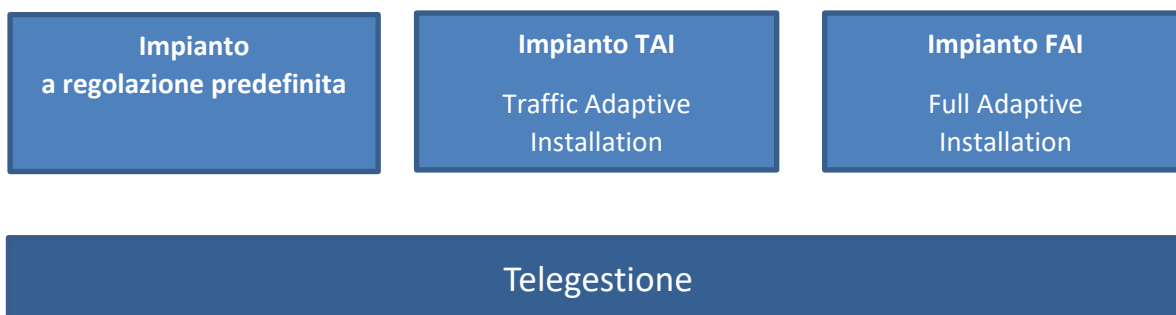 Impianto
a regolazione predefinita
Impianto TAI
Traffic Adaptive
Installation
Impianto FAI
Full Adaptive
Installation
Telegestione